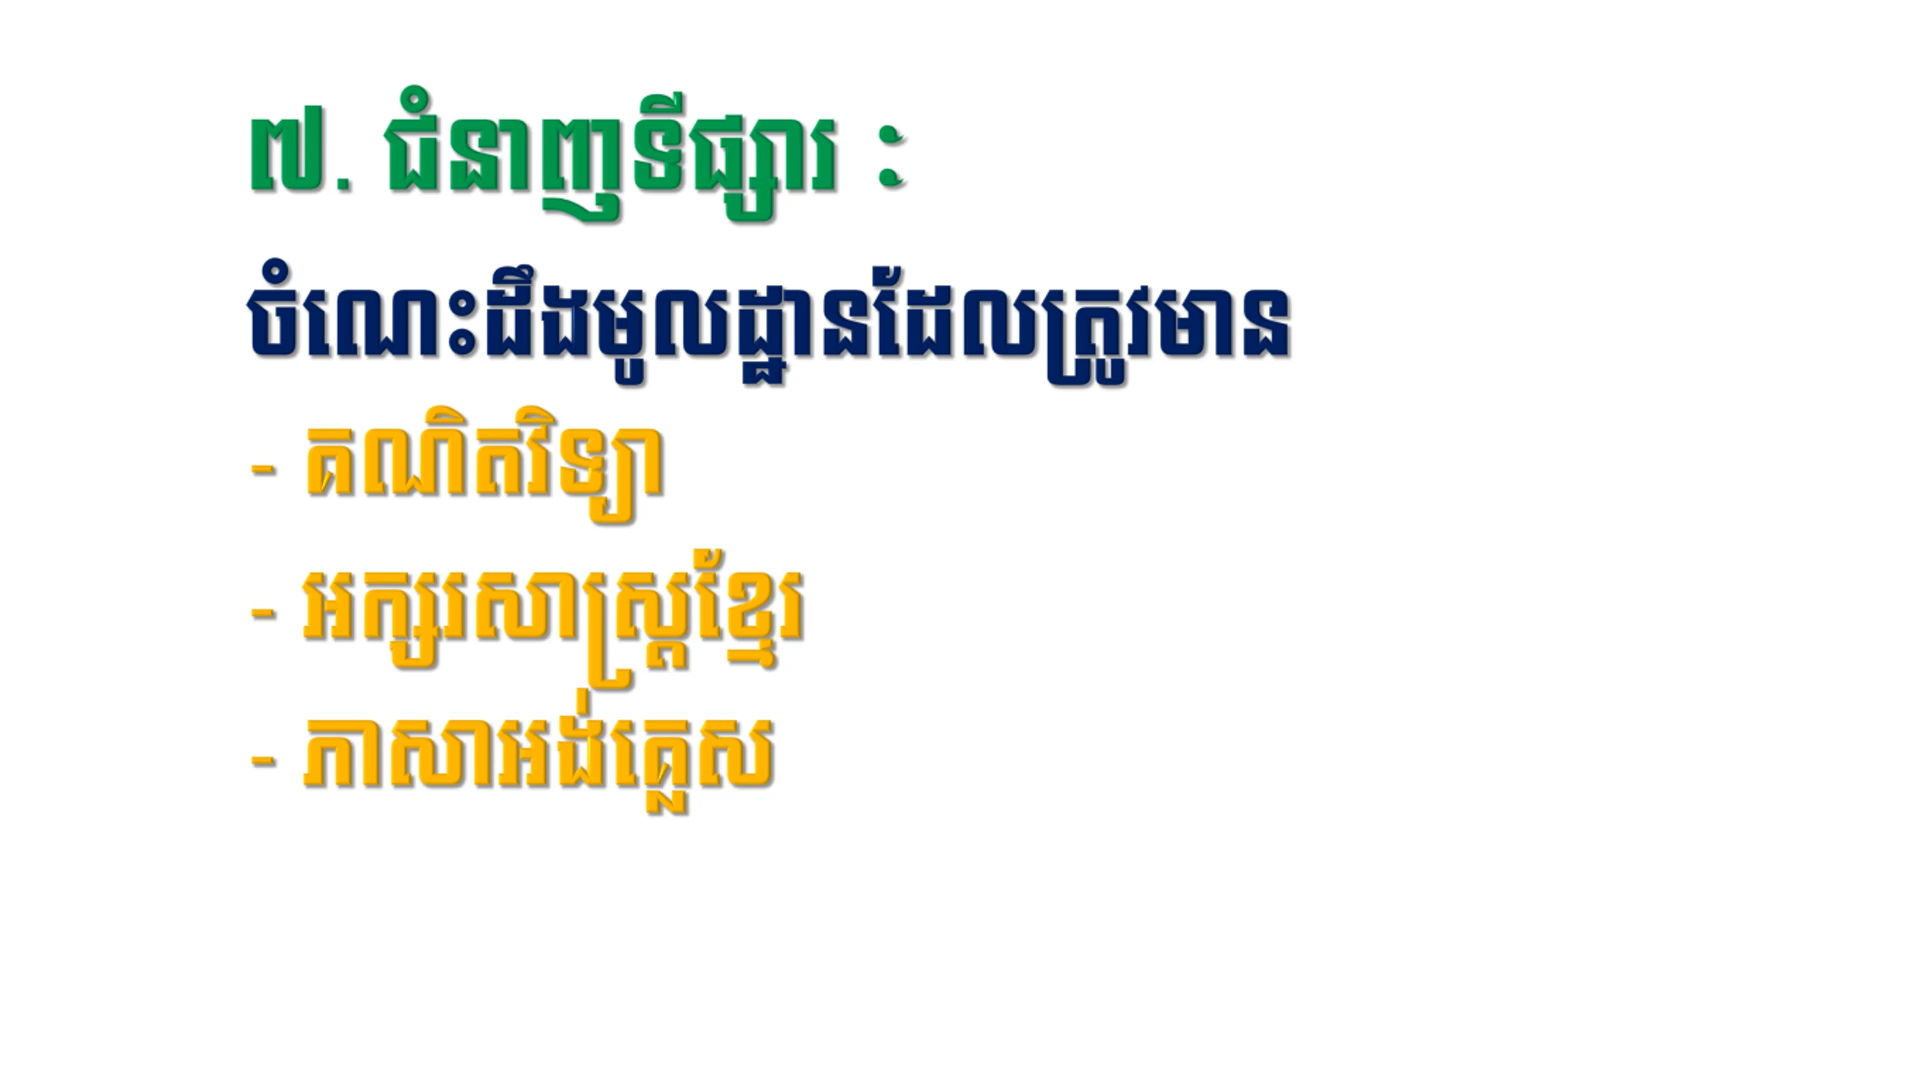 ៧. ជំនាញទីផ្សារ ៖
ចំណេះដឹងមូលដ្ឋានដែលត្រូវមាន
- គណិតវិទ្យា
- អក្សរសាស្ត្រខ្មែរ
- ភាសាអង់គ្លេស